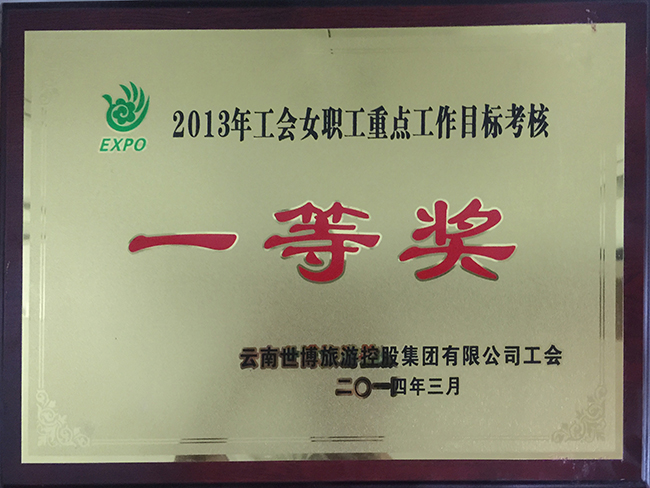 EXPO
2013年工会女职工重点工作目标考核
一等奖
云南世博旅游控股集团有限公司工会
二〇一四年三月